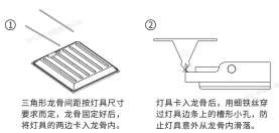 ①
②
三角形龙骨间距按灯具尺寸
要求而定，龙骨固定好后，
将灯具的两边卡入龙骨内。
灯具卡入龙骨后，用细铁丝穿
过灯具边条上的槽形小孔，防
止灯具意外从龙骨内滑落。